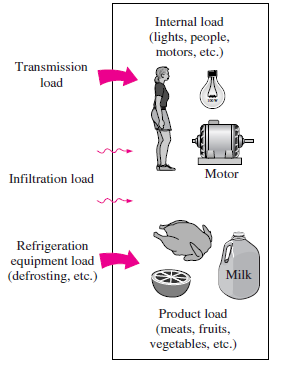 Internal load
(lights, people,
motors, etc.)
Transmission
load
100 W
Motor
Infiltration load
Refrigeration
equipment load
(defrosting, etc.)
Milk
Product load
(meats, fruits,
vegetables, etc.)